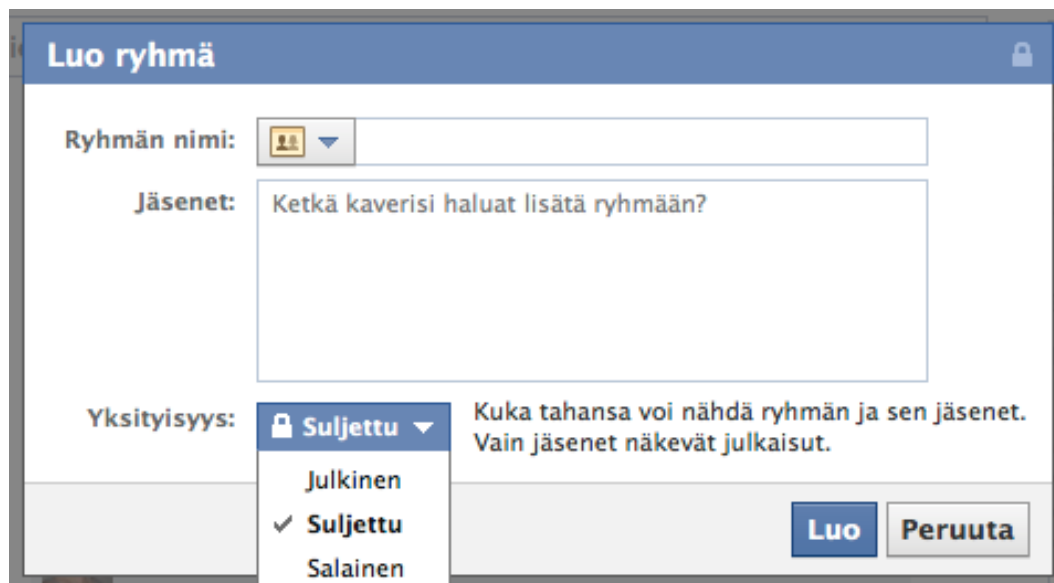 Luo ryhmä
Ryhmän nimi:
Jäsenet:
Ketkä kaverisi haluat lisätä ryhmään?
Yksityisyys:
Suljettu
Kuka tahansa voi nähdä ryhmän ja sen jäsenet.
Vain jäsenet näkevät julkaisut.
Julkinen
Suljettu
Salainen
Luo
Peruuta